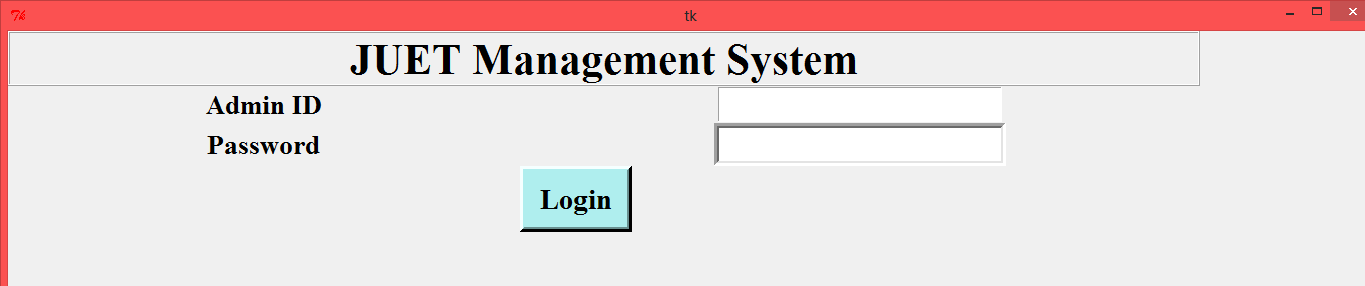 tk
JUET Management System
Admin ID
Password
Login